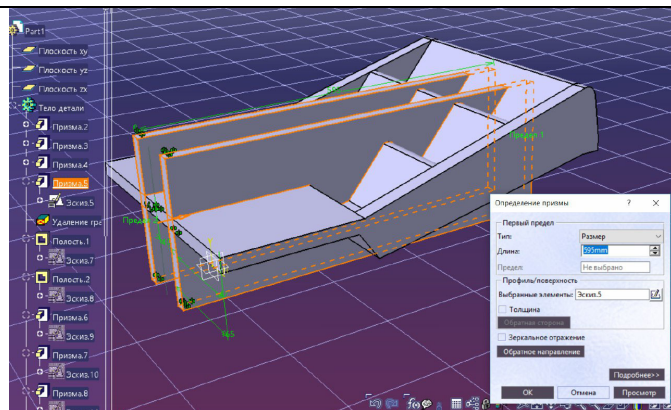 Part1
Плоскость xy
Плоскость yz
Плоскость zx
Тело детали
Призма.2
Призма.3
Призма.4
Призма.5
Эскиз.5
Удаление гра
Полость.1
Эскиз.7
Полость.2
Эскиз.8
Призма.6
Эскиз.9
Призма.7
Эскиз.10
Призма.8
Предел 1
765
Определение призмы
? ×
Первый предел
Тип: Размер
Длина: 595mm
Предел: Не выбрано
Профиль/поверхность
Выбранные элементы: Эскиз.5
Толщина
Обратная сторона
Зеркальное отражение
Обратное направление
Подробнее>>
ОК Отмена Просмотр